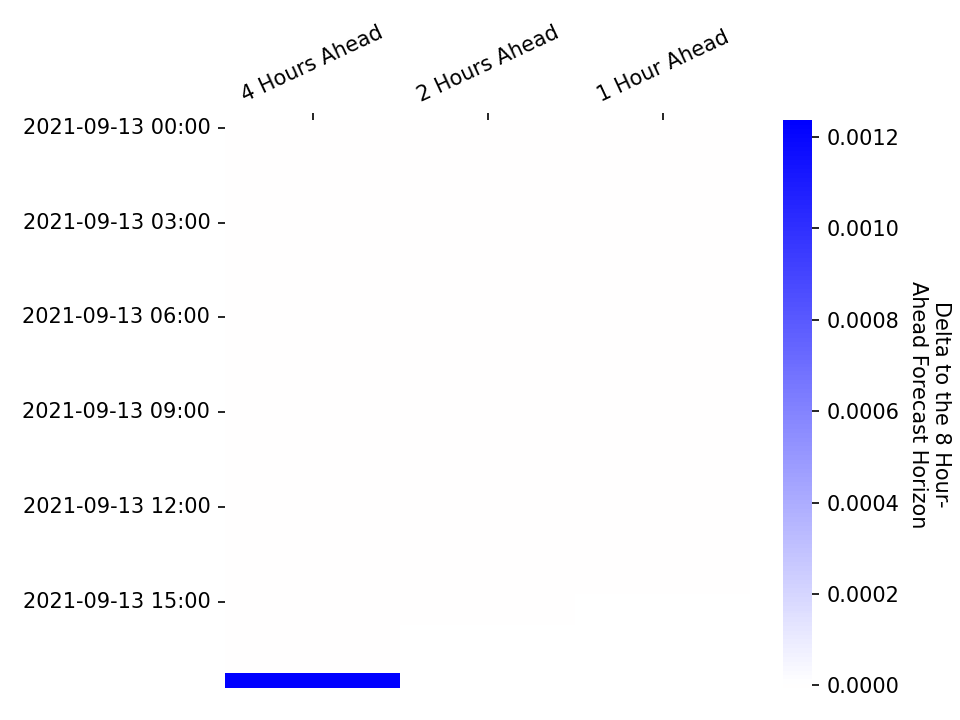 4 Hours Ahead
2 Hours Ahead
1 Hour Ahead
2021-09-13 00:00
2021-09-13 03:00
2021-09-13 06:00
2021-09-13 09:00
2021-09-13 12:00
2021-09-13 15:00
0.0012
0.0010
0.0008
0.0006
0.0004
0.0002
0.0000
Delta to the 8 Hour-
Ahead Forecast Horizon